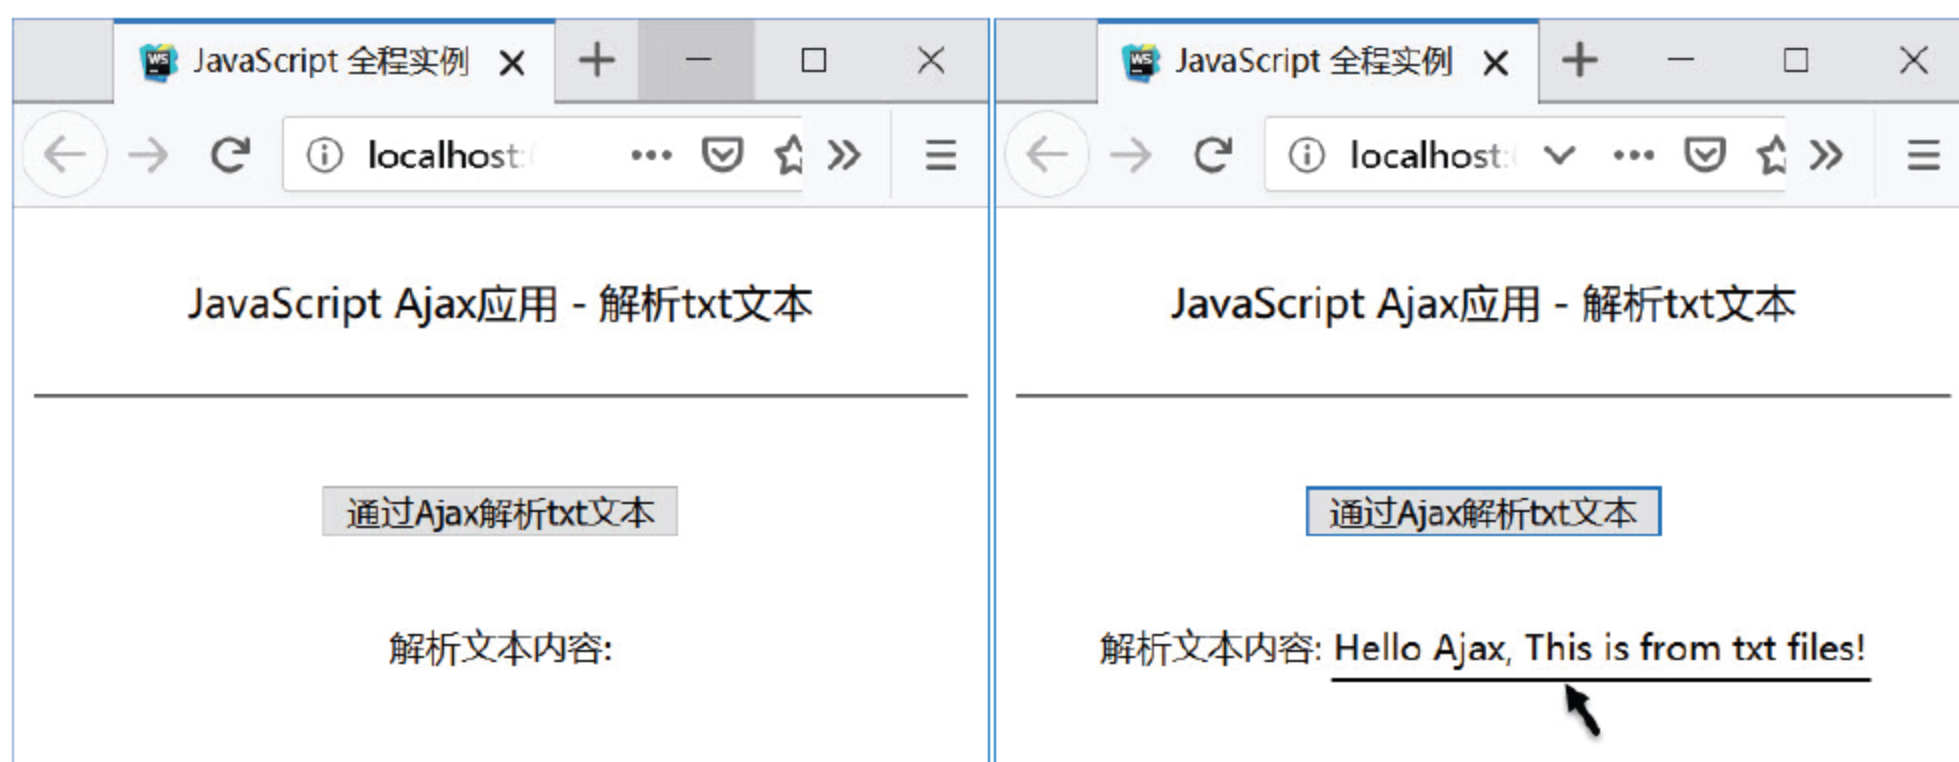 JavaScript 全程实例
localhost:
JavaScript Ajax应用 - 解析txt文本
通过Ajax解析txt文本
解析文本内容:
JavaScript 全程实例
localhost:
JavaScript Ajax应用 - 解析txt文本
通过Ajax解析txt文本
解析文本内容: Hello Ajax, This is from txt files!